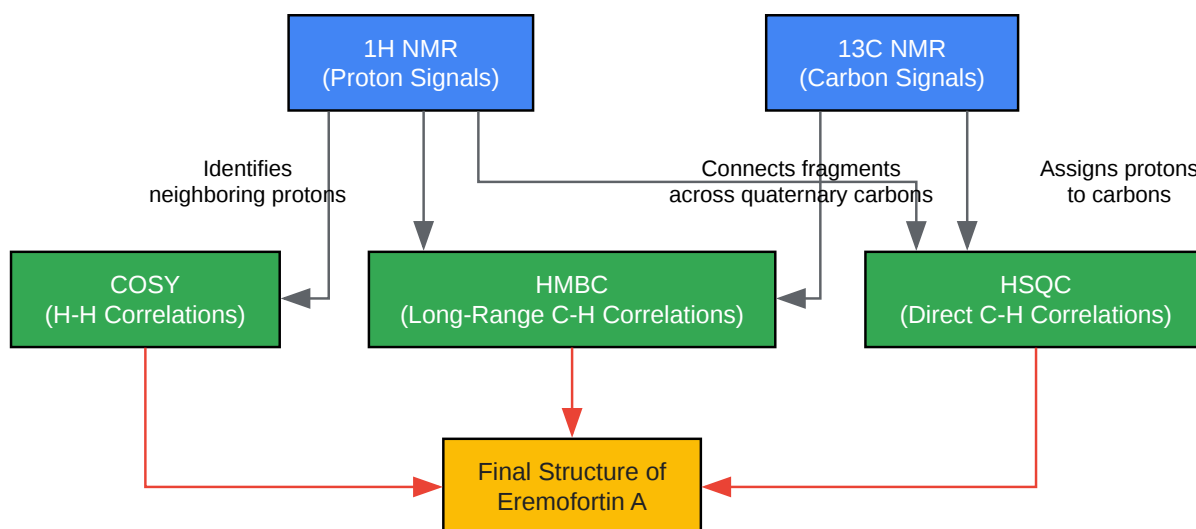 1H NMR
(Proton Signals)
13C NMR
(Carbon Signals)
Identifies
neighboring protons
Connects fragments
across quaternary carbons
Assigns protons
to carbons
COSY
(H-H Correlations)
HMBC
(Long-Range C-H Correlations)
HSQC
(Direct C-H Correlations)
Final Structure of
Eremofortin A